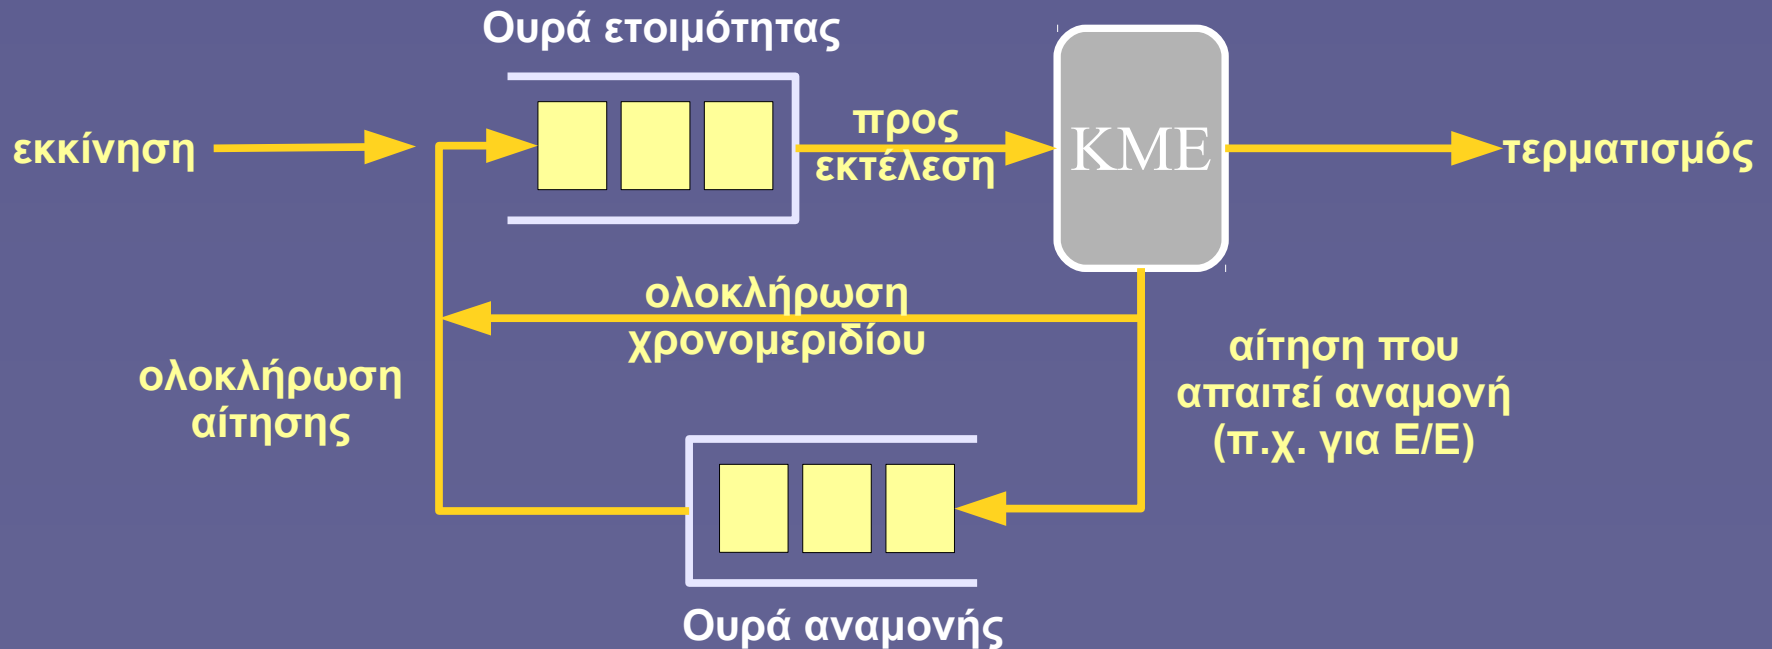 Ουρά ετοιμότητας
εκκίνηση
προς
εκτέλεση
ΚΜΕ
τερματισμός
ολοκλήρωση
χρονομεριδίου
αίτηση που
απαιτεί αναμονή
(π.χ. για Ε/Ε)
ολοκλήρωση
αίτησης
Ουρά αναμονής